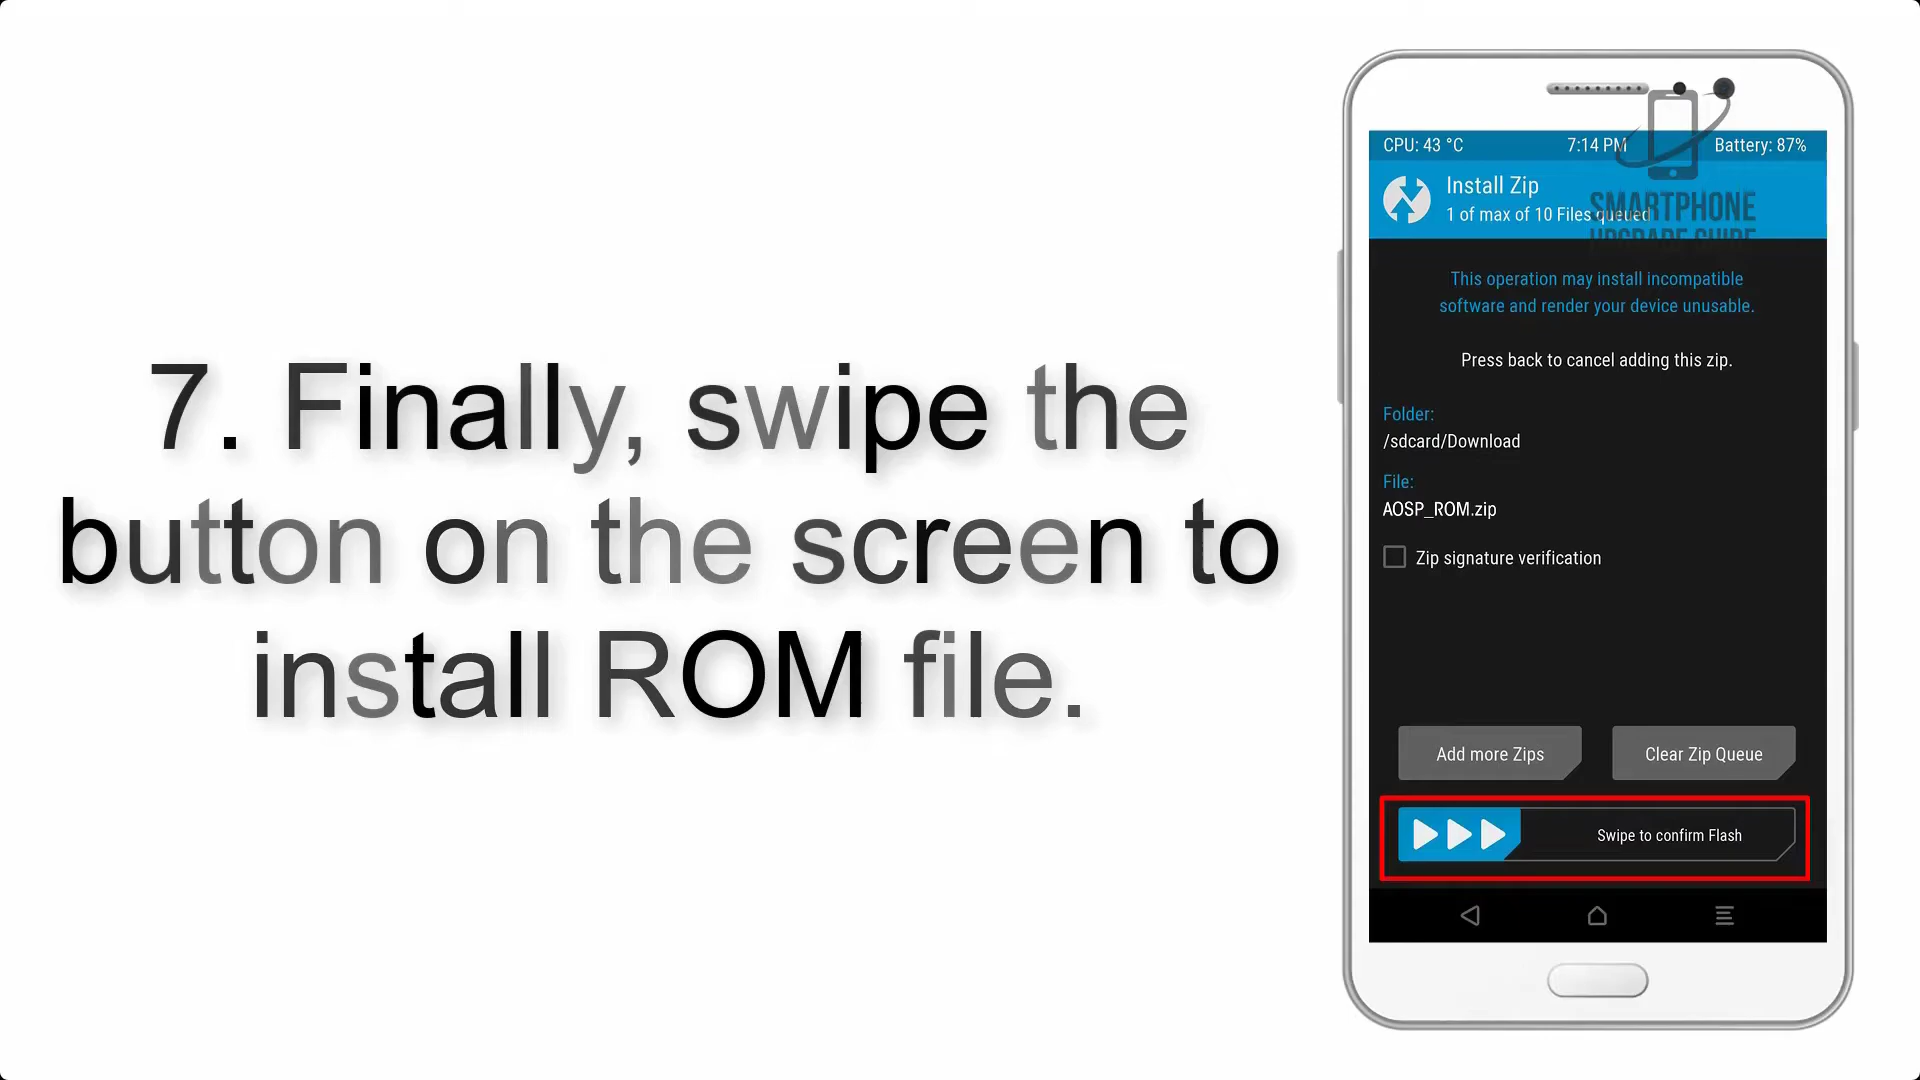 7. Finally, swipe the
button on the screen to
install ROM file.
CPU: 43 °C 7:14 PM Battery: 87%
Install Zip
1 of max of 10 Files queued
SMARTPHONE
UPGRADE GUIDE
This operation may install incompatible
software and render your device unusable.
Press back to cancel adding this zip.
Folder:
/sdcard/Download
File:
AOSP_ROM.zip
Zip signature verification
Add more Zips Clear Zip Queue
Swipe to confirm Flash